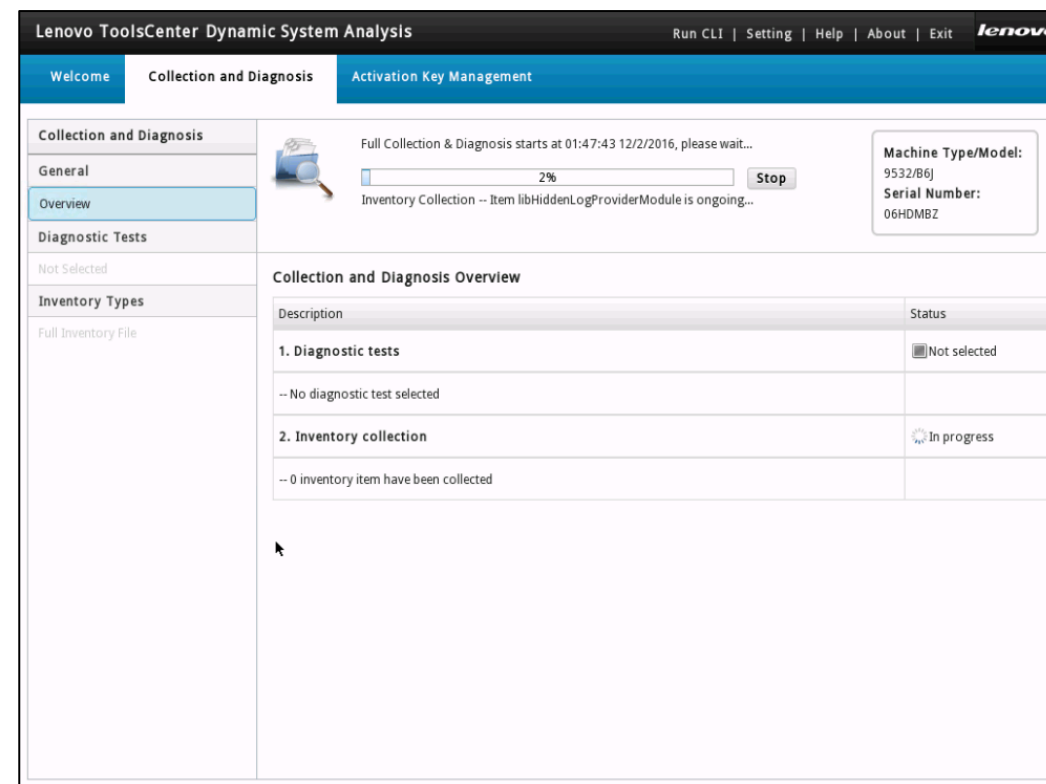 Lenovo ToolsCenter Dynamic System Analysis
Run CLI | Setting | Help | About | Exit
Welcome
Collection and Diagnosis
Activation Key Management
Collection and Diagnosis
General
Overview
Diagnostic Tests
Not Selected
Inventory Types
Full Inventory File
Full Collection & Diagnosis starts at 01:47:43 12/2/2016, please wait...
2%
Stop
Inventory Collection -- Item libHiddenLogProviderModule is ongoing...
Machine Type/Model:
9532/B6J
Serial Number:
06HDMBZ
Collection and Diagnosis Overview
Description
Status
1. Diagnostic tests
Not selected
-- No diagnostic test selected
2. Inventory collection
In progress
-- 0 inventory item have been collected